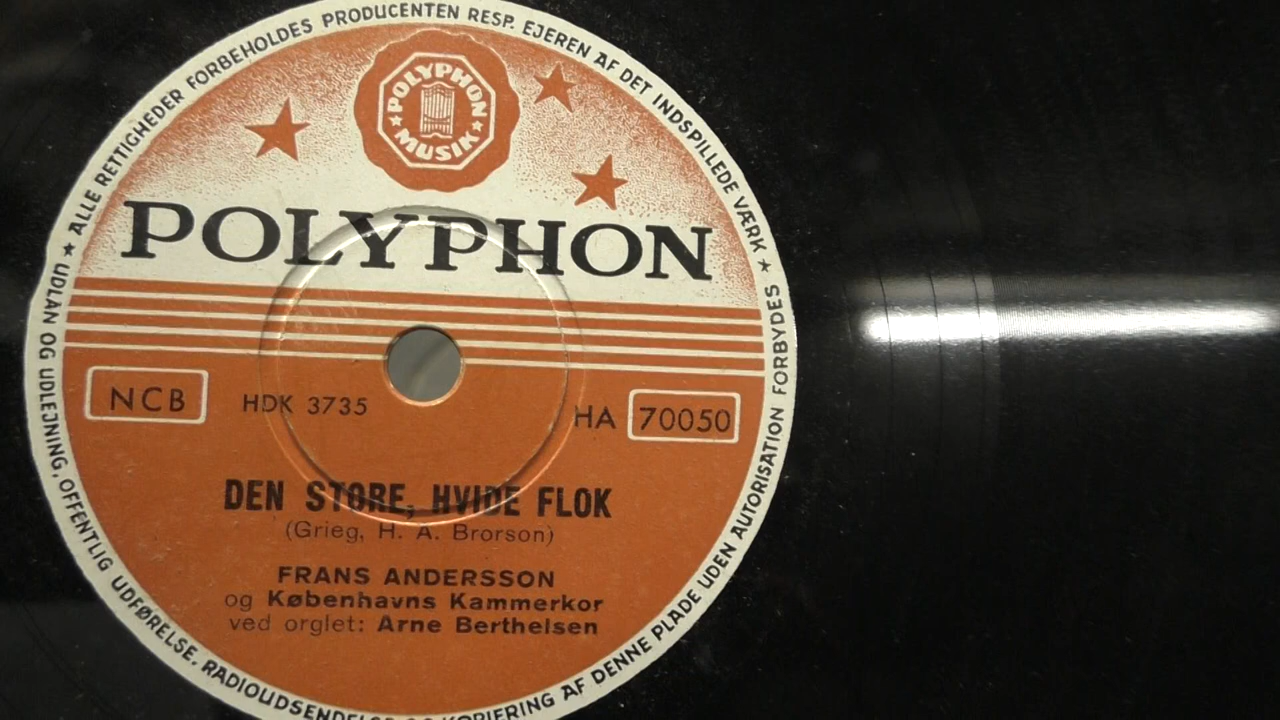 ★ ALLE RETTIGHEDER FORBEHOLDES PRODUCENTEN RESP. EJEREN AF DET INDSPILLEDE VÆRK ★
POLYPHON
MUSIK
POLYPHON
NCB
HDK 3735
HA 70050
DEN STORE, HVIDE FLOK
(Grieg, H. A. Brorson)
FRANS ANDERSSON
og Københavns Kammerkor
ved orglet: Arne Berthelsen
UDLAN OG UDLEJNING, OFFENTLIG UDFØRELSE, RADIOUDSENDELSE OG KOPIERING AF DENNE PLADE UDEN AUTORISATION FORBYDES